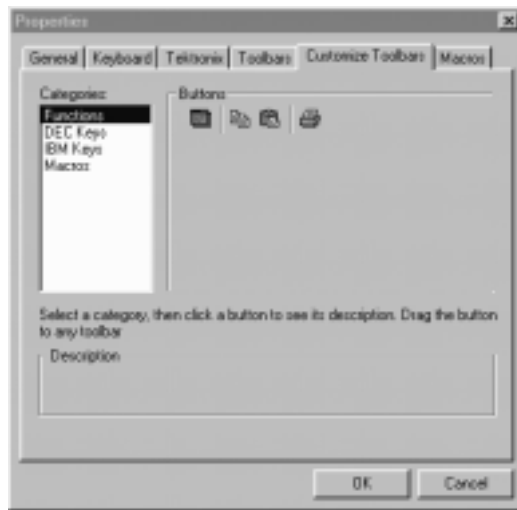 Properties
General Keyboard Tektronix Toolbars Customize Toolbars Macros
Categories:
Buttons
Functions
DEC Keys
IBM Keys
Macros
Select a category, then click a button to see its description. Drag the button
to any toolbar
Description
OK
Cancel